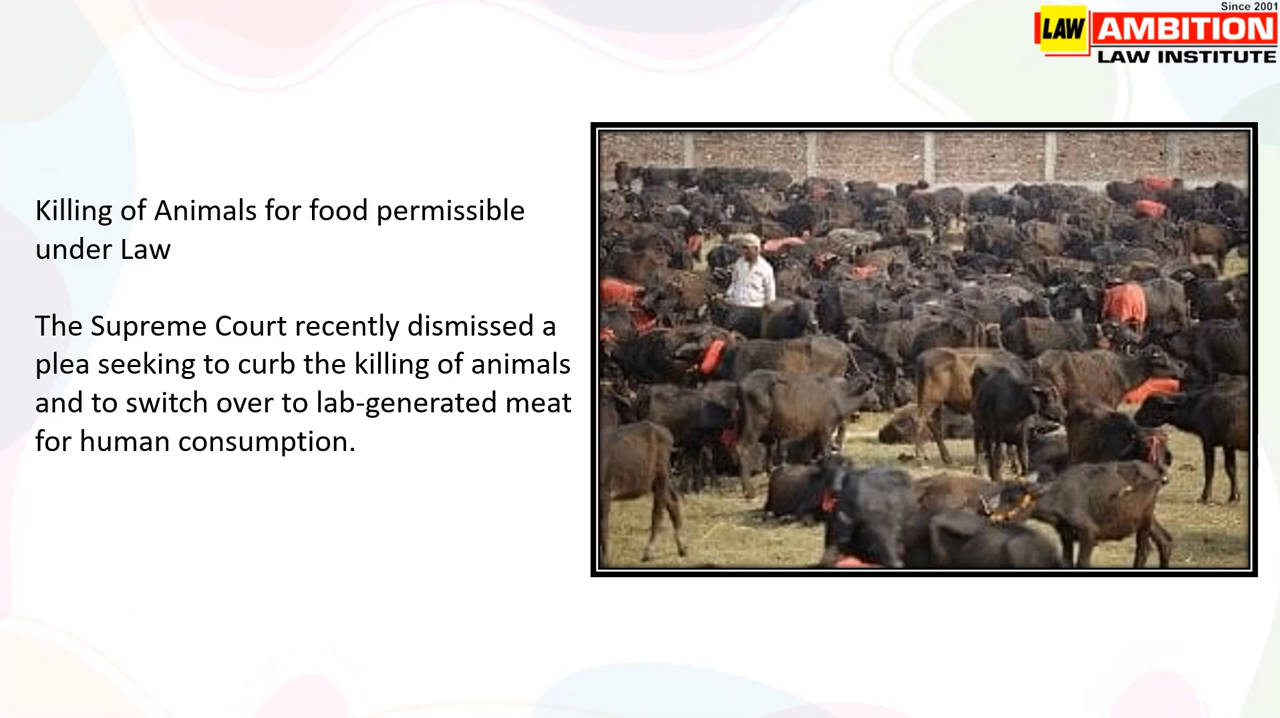 Since 2001
LAW AMBITION
LAW INSTITUTE
Killing of Animals for food permissible
under Law
The Supreme Court recently dismissed a
plea seeking to curb the killing of animals
and to switch over to lab-generated meat
for human consumption.